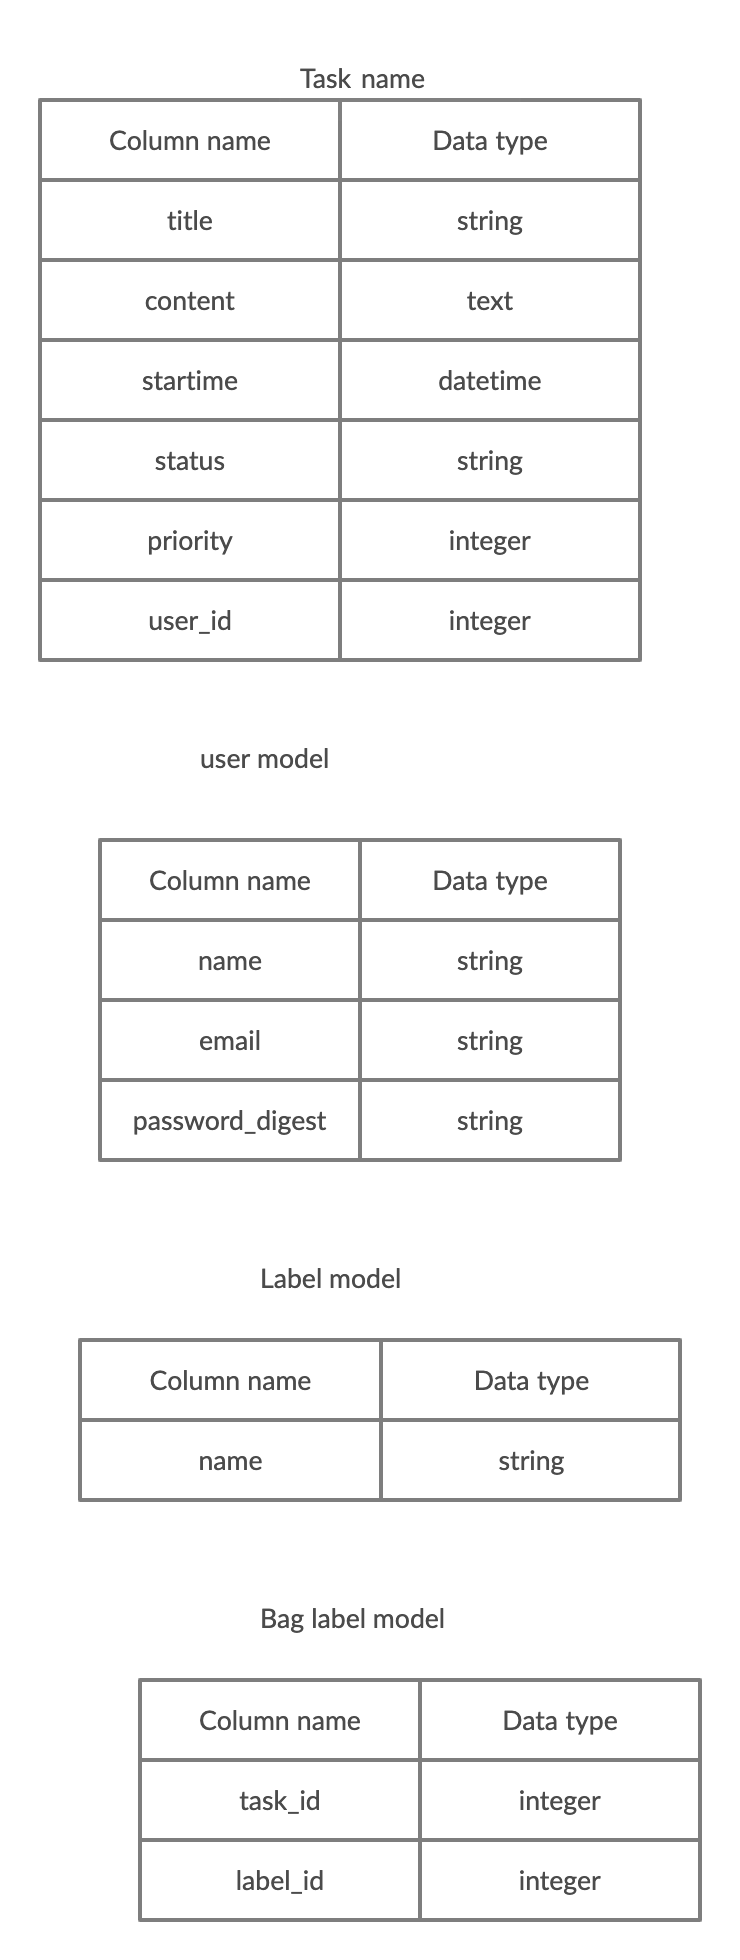 Task name
Column name Data type
title string
content text
startime datetime
status string
priority integer
user_id integer
user model
Column name Data type
name string
email string
password_digest string
Label model
Column name Data type
name string
Bag label model
Column name Data type
task_id integer
label_id integer